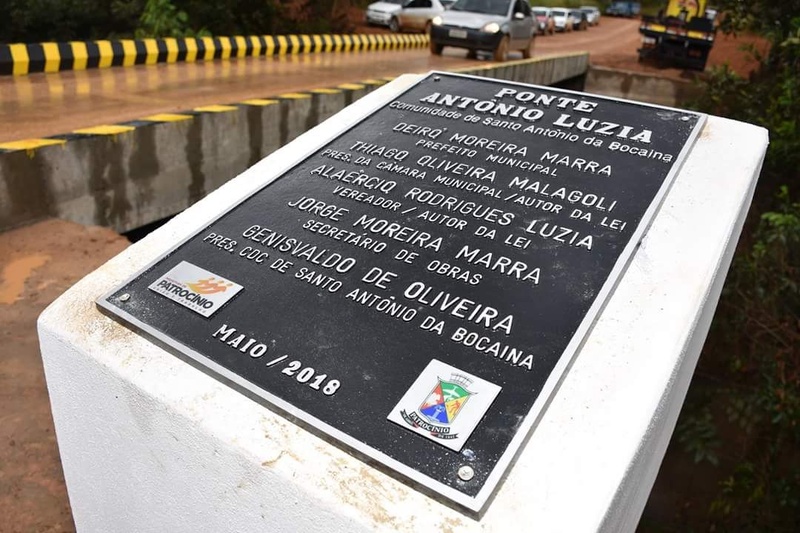 PONTE
ANTÔNIO LUZIA
Comunidade de Santo Antônio da Bocaina
DEIRÓ MOREIRA MARRA
PREFEITO MUNICIPAL
THIAGO OLIVEIRA MALAGOLI
PRES. DA CÂMARA MUNICIPAL/AUTOR DA LEI
ALAÉRCIO RODRIGUES LUZIA
VEREADOR/AUTOR DA LEI
JORGE MOREIRA MARRA
SECRETÁRIO DE OBRAS
GENISVALDO DE OLIVEIRA
PRES. CDC DE SANTO ANTÔNIO DA BOCAINA
PATROCÍNIO
MAIO / 2018
PATROCÍNIO